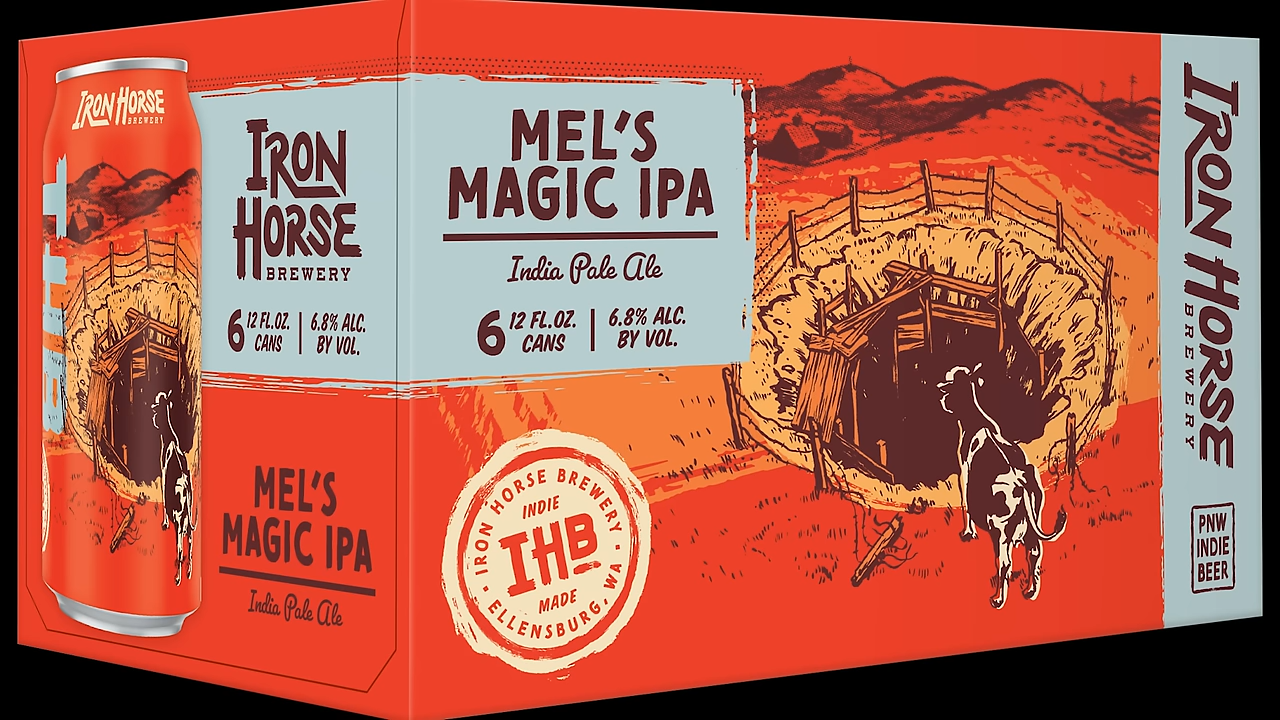 IRON HORSE
BREWERY
IRON
HORSE
BREWERY
6 12 FL.OZ. CANS | 6.8% ALC. BY VOL.
MEL'S
MAGIC IPA
India Pale Ale
MEL'S
MAGIC IPA
India Pale Ale
6 12 FL.OZ. CANS | 6.8% ALC. BY VOL.
IRON HORSE BREWERY
INDIE
IHB
MADE
ELLENSBURG, WA
IRON HORSE
BREWERY
PNW
INDIE
BEER